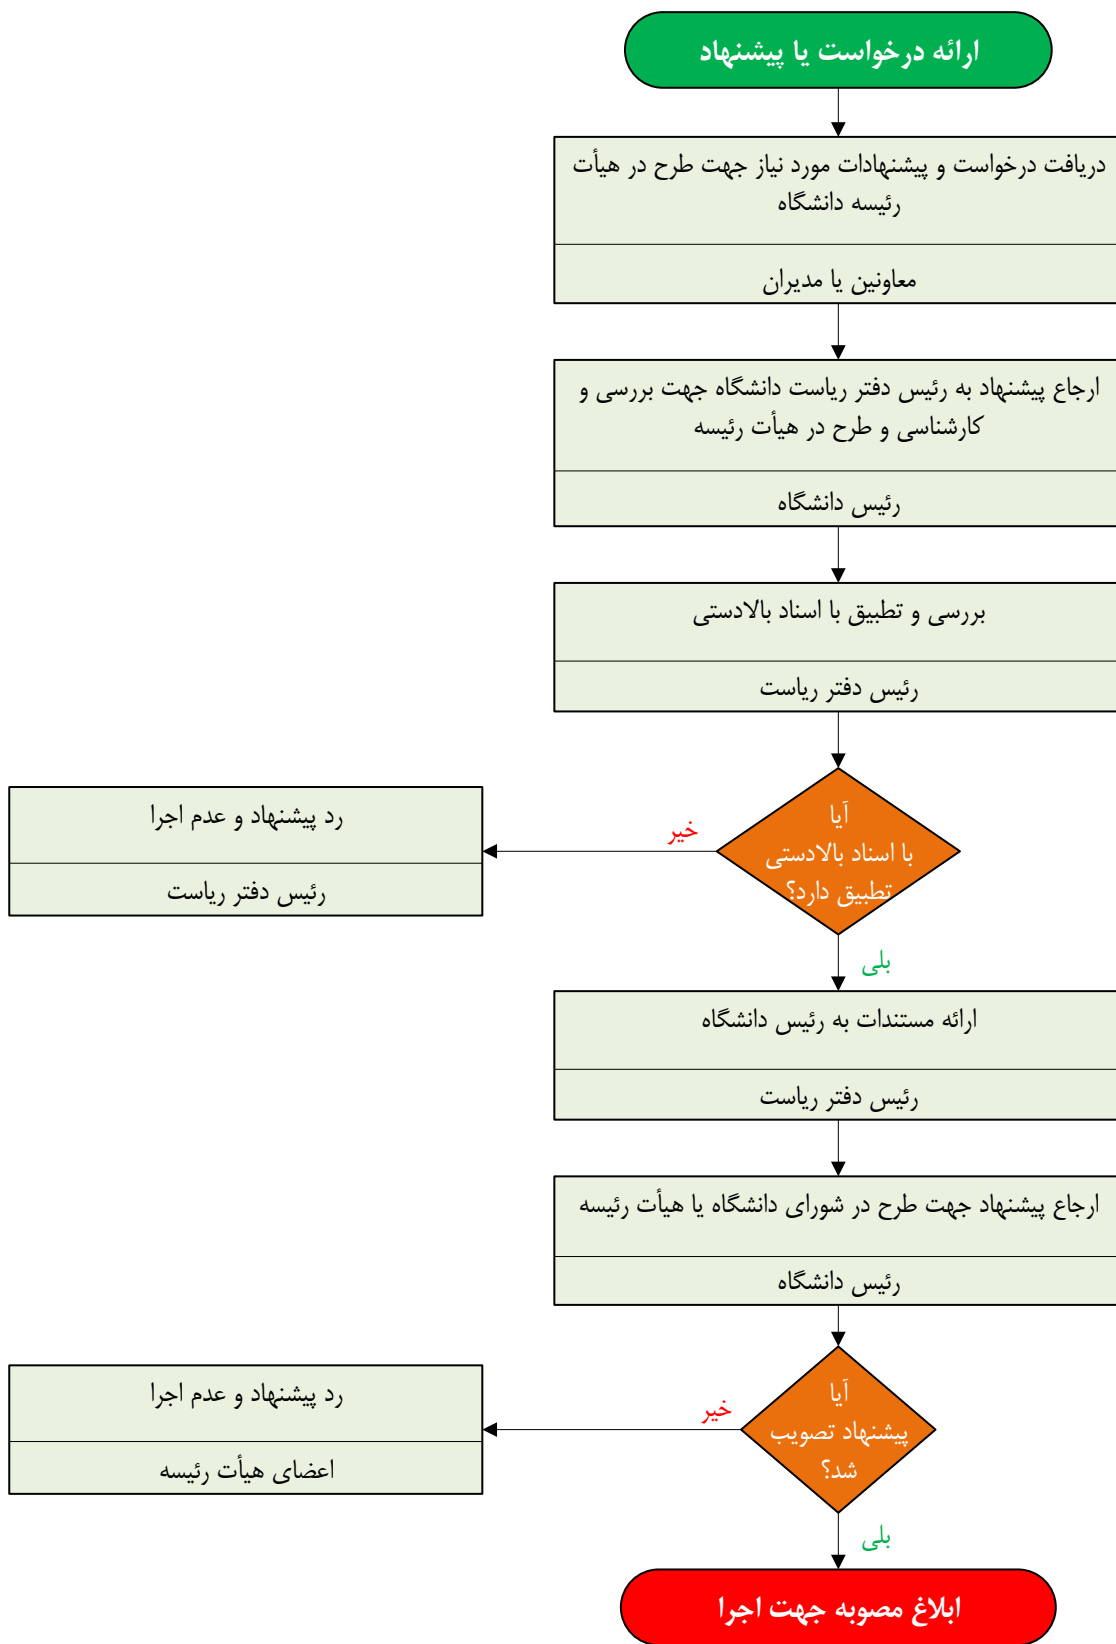 ارائه درخواست یا پیشنهاد
دریافت درخواست و پیشنهادات مورد نیاز جهت طرح در هیأت
رئیسه دانشگاه
معاونین یا مدیران
ارجاع پیشنهاد به رئیس دفتر ریاست دانشگاه جهت بررسی و
کارشناسی و طرح در هیأت رئیسه
رئیس دانشگاه
بررسی و تطبیق با اسناد بالادستی
رئیس دفتر ریاست
آیا
با اسناد بالادستی
تطبیق دارد؟
خیر
رد پیشنهاد و عدم اجرا
رئیس دفتر ریاست
بلی
ارائه مستندات به رئیس دانشگاه
رئیس دفتر ریاست
ارجاع پیشنهاد جهت طرح در شورای دانشگاه یا هیأت رئیسه
رئیس دانشگاه
آیا
پیشنهاد تصویب
شد؟
خیر
رد پیشنهاد و عدم اجرا
اعضای هیأت رئیسه
بلی
ابلاغ مصوبه جهت اجرا